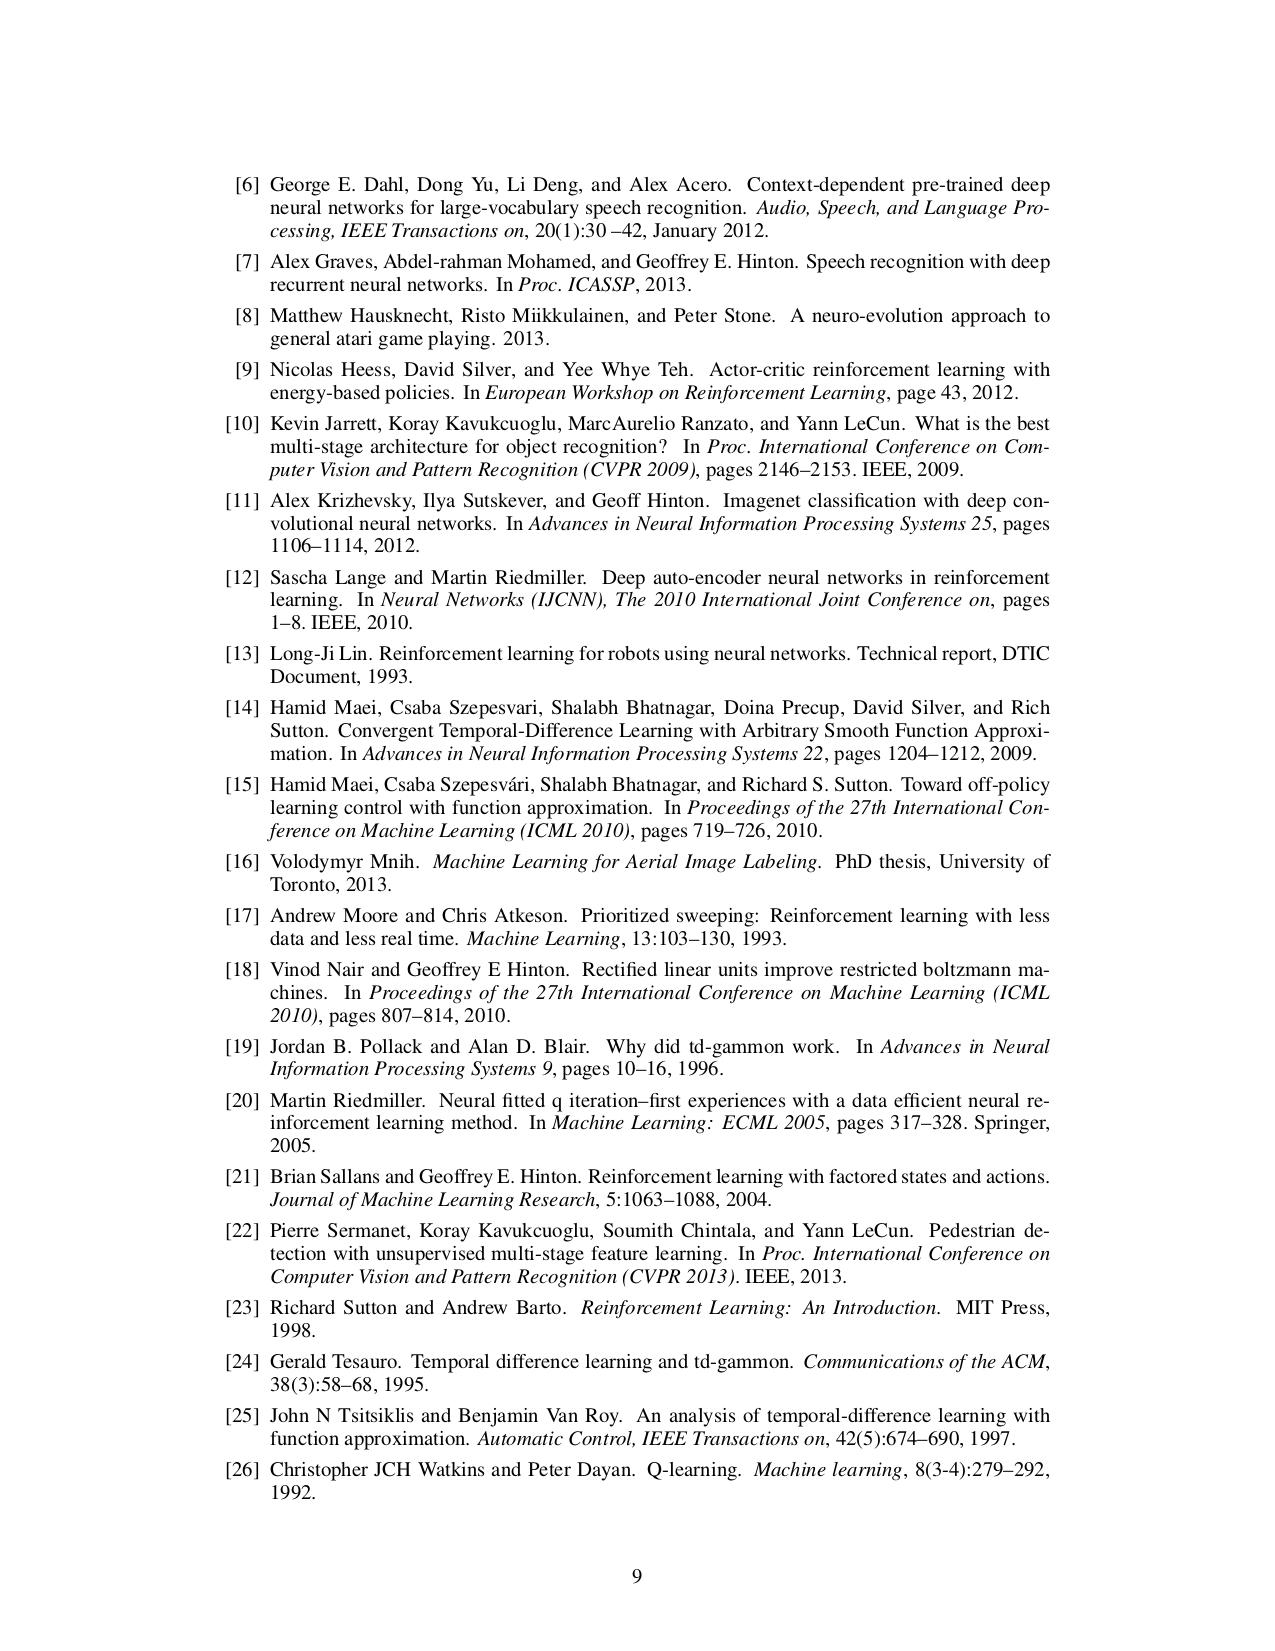 [6] George E. Dahl, Dong Yu, Li Deng, and Alex Acero. Context-dependent pre-trained deep
neural networks for large-vocabulary speech recognition. Audio, Speech, and Language Pro-
cessing, IEEE Transactions on, 20(1):30 –42, January 2012.
[7] Alex Graves, Abdel-rahman Mohamed, and Geoffrey E. Hinton. Speech recognition with deep
recurrent neural networks. In Proc. ICASSP, 2013.
[8] Matthew Hausknecht, Risto Miikkulainen, and Peter Stone. A neuro-evolution approach to
general atari game playing. 2013.
[9] Nicolas Heess, David Silver, and Yee Whye Teh. Actor-critic reinforcement learning with
energy-based policies. In European Workshop on Reinforcement Learning, page 43, 2012.
[10] Kevin Jarrett, Koray Kavukcuoglu, MarcAurelio Ranzato, and Yann LeCun. What is the best
multi-stage architecture for object recognition? In Proc. International Conference on Com-
puter Vision and Pattern Recognition (CVPR 2009), pages 2146–2153. IEEE, 2009.
[11] Alex Krizhevsky, Ilya Sutskever, and Geoff Hinton. Imagenet classification with deep con-
volutional neural networks. In Advances in Neural Information Processing Systems 25, pages
1106–1114, 2012.
[12] Sascha Lange and Martin Riedmiller. Deep auto-encoder neural networks in reinforcement
learning. In Neural Networks (IJCNN), The 2010 International Joint Conference on, pages
1–8. IEEE, 2010.
[13] Long-Ji Lin. Reinforcement learning for robots using neural networks. Technical report, DTIC
Document, 1993.
[14] Hamid Maei, Csaba Szepesvari, Shalabh Bhatnagar, Doina Precup, David Silver, and Rich
Sutton. Convergent Temporal-Difference Learning with Arbitrary Smooth Function Approxi-
mation. In Advances in Neural Information Processing Systems 22, pages 1204–1212, 2009.
[15] Hamid Maei, Csaba Szepesvári, Shalabh Bhatnagar, and Richard S. Sutton. Toward off-policy
learning control with function approximation. In Proceedings of the 27th International Con-
ference on Machine Learning (ICML 2010), pages 719–726, 2010.
[16] Volodymyr Mnih. Machine Learning for Aerial Image Labeling. PhD thesis, University of
Toronto, 2013.
[17] Andrew Moore and Chris Atkeson. Prioritized sweeping: Reinforcement learning with less
data and less real time. Machine Learning, 13:103–130, 1993.
[18] Vinod Nair and Geoffrey E Hinton. Rectified linear units improve restricted boltzmann ma-
chines. In Proceedings of the 27th International Conference on Machine Learning (ICML
2010), pages 807–814, 2010.
[19] Jordan B. Pollack and Alan D. Blair. Why did td-gammon work. In Advances in Neural
Information Processing Systems 9, pages 10–16, 1996.
[20] Martin Riedmiller. Neural fitted q iteration–first experiences with a data efficient neural re-
inforcement learning method. In Machine Learning: ECML 2005, pages 317–328. Springer,
2005.
[21] Brian Sallans and Geoffrey E. Hinton. Reinforcement learning with factored states and actions.
Journal of Machine Learning Research, 5:1063–1088, 2004.
[22] Pierre Sermanet, Koray Kavukcuoglu, Soumith Chintala, and Yann LeCun. Pedestrian de-
tection with unsupervised multi-stage feature learning. In Proc. International Conference on
Computer Vision and Pattern Recognition (CVPR 2013). IEEE, 2013.
[23] Richard Sutton and Andrew Barto. Reinforcement Learning: An Introduction. MIT Press,
1998.
[24] Gerald Tesauro. Temporal difference learning and td-gammon. Communications of the ACM,
38(3):58–68, 1995.
[25] John N Tsitsiklis and Benjamin Van Roy. An analysis of temporal-difference learning with
function approximation. Automatic Control, IEEE Transactions on, 42(5):674–690, 1997.
[26] Christopher JCH Watkins and Peter Dayan. Q-learning. Machine learning, 8(3-4):279–292,
1992.
9